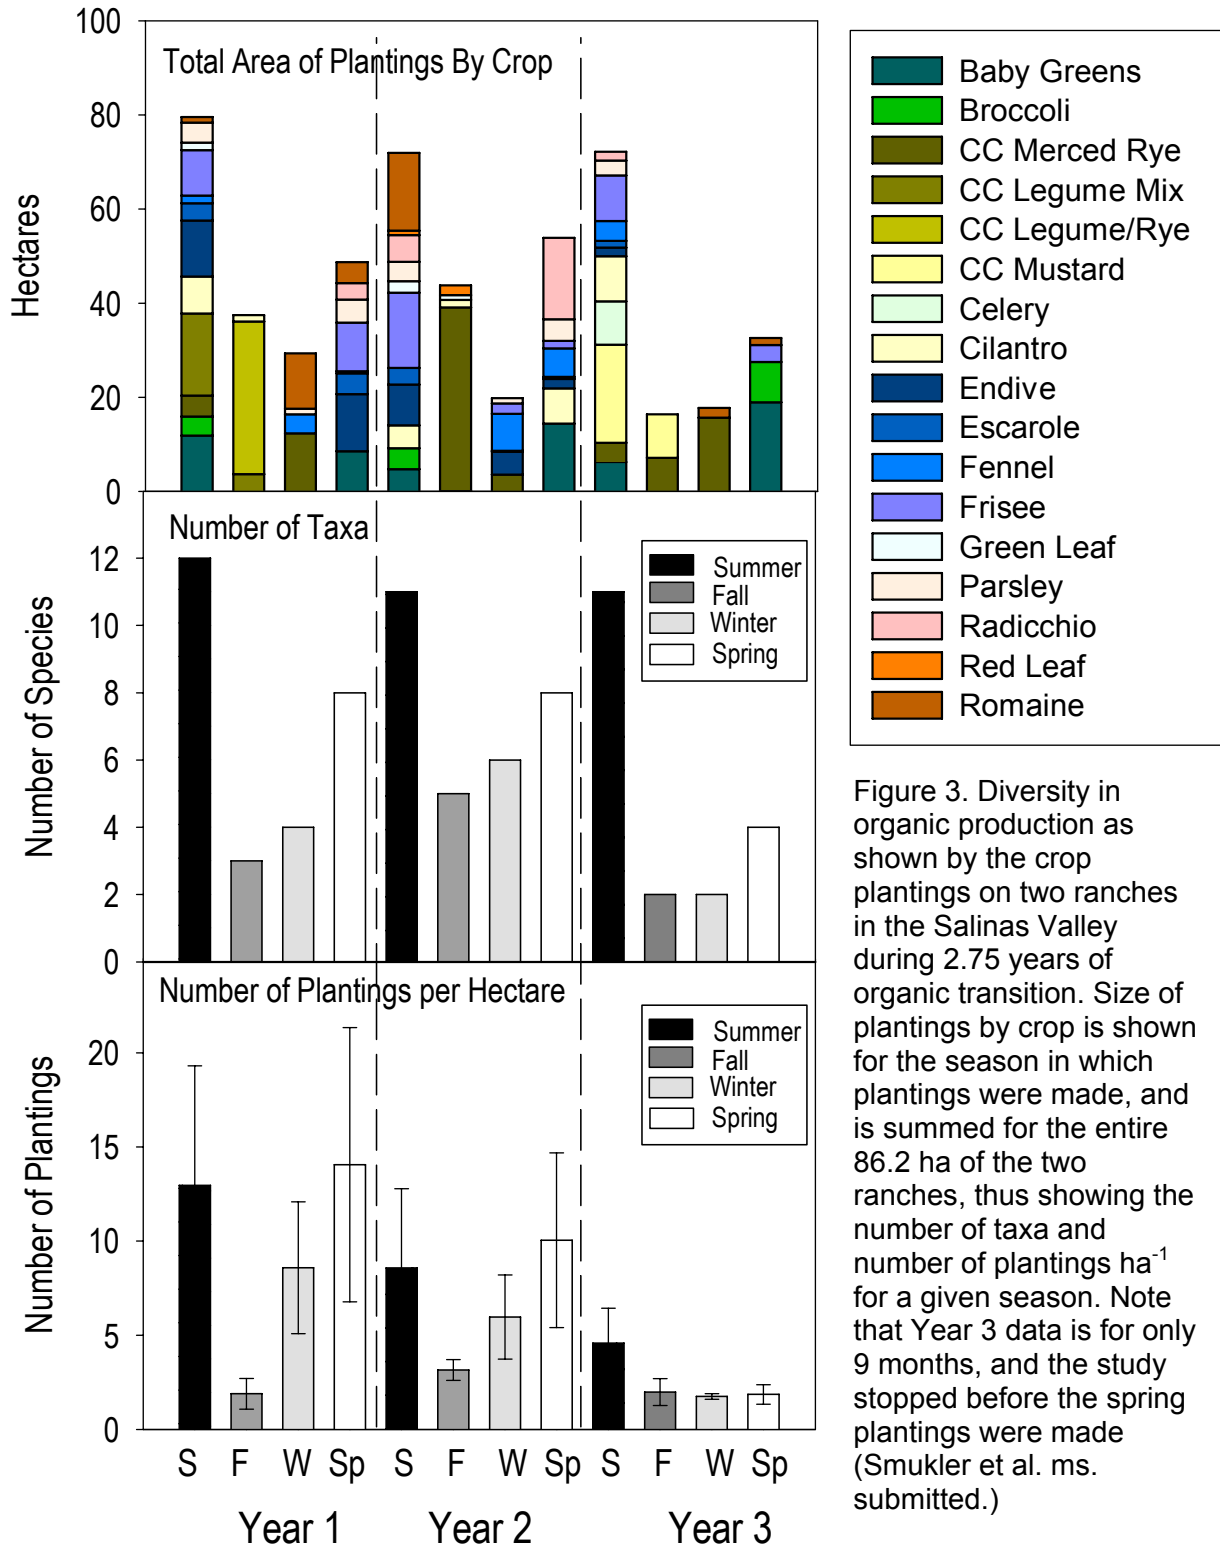 Total Area of Plantings By Crop
Hectares
100
80
60
40
20
0
Baby Greens
Broccoli
CC Merced Rye
CC Legume Mix
CC Legume/Rye
CC Mustard
Celery
Cilantro
Endive
Escarole
Fennel
Frisee
Green Leaf
Parsley
Radicchio
Red Leaf
Romaine
Number of Taxa
Number of Species
12
10
8
6
4
2
0
Summer
Fall
Winter
Spring
Number of Plantings per Hectare
Number of Plantings
20
15
10
5
0
Summer
Fall
Winter
Spring
S F W Sp S F W Sp S F W Sp
Year 1 Year 2 Year 3
Figure 3. Diversity in
organic production as
shown by the crop
plantings on two ranches
in the Salinas Valley
during 2.75 years of
organic transition. Size of
plantings by crop is shown
for the season in which
plantings were made, and
is summed for the entire
86.2 ha of the two
ranches, thus showing the
number of taxa and
number of plantings ha⁻¹
for a given season. Note
that Year 3 data is for only
9 months, and the study
stopped before the spring
plantings were made
(Smukler et al. ms.
submitted.)